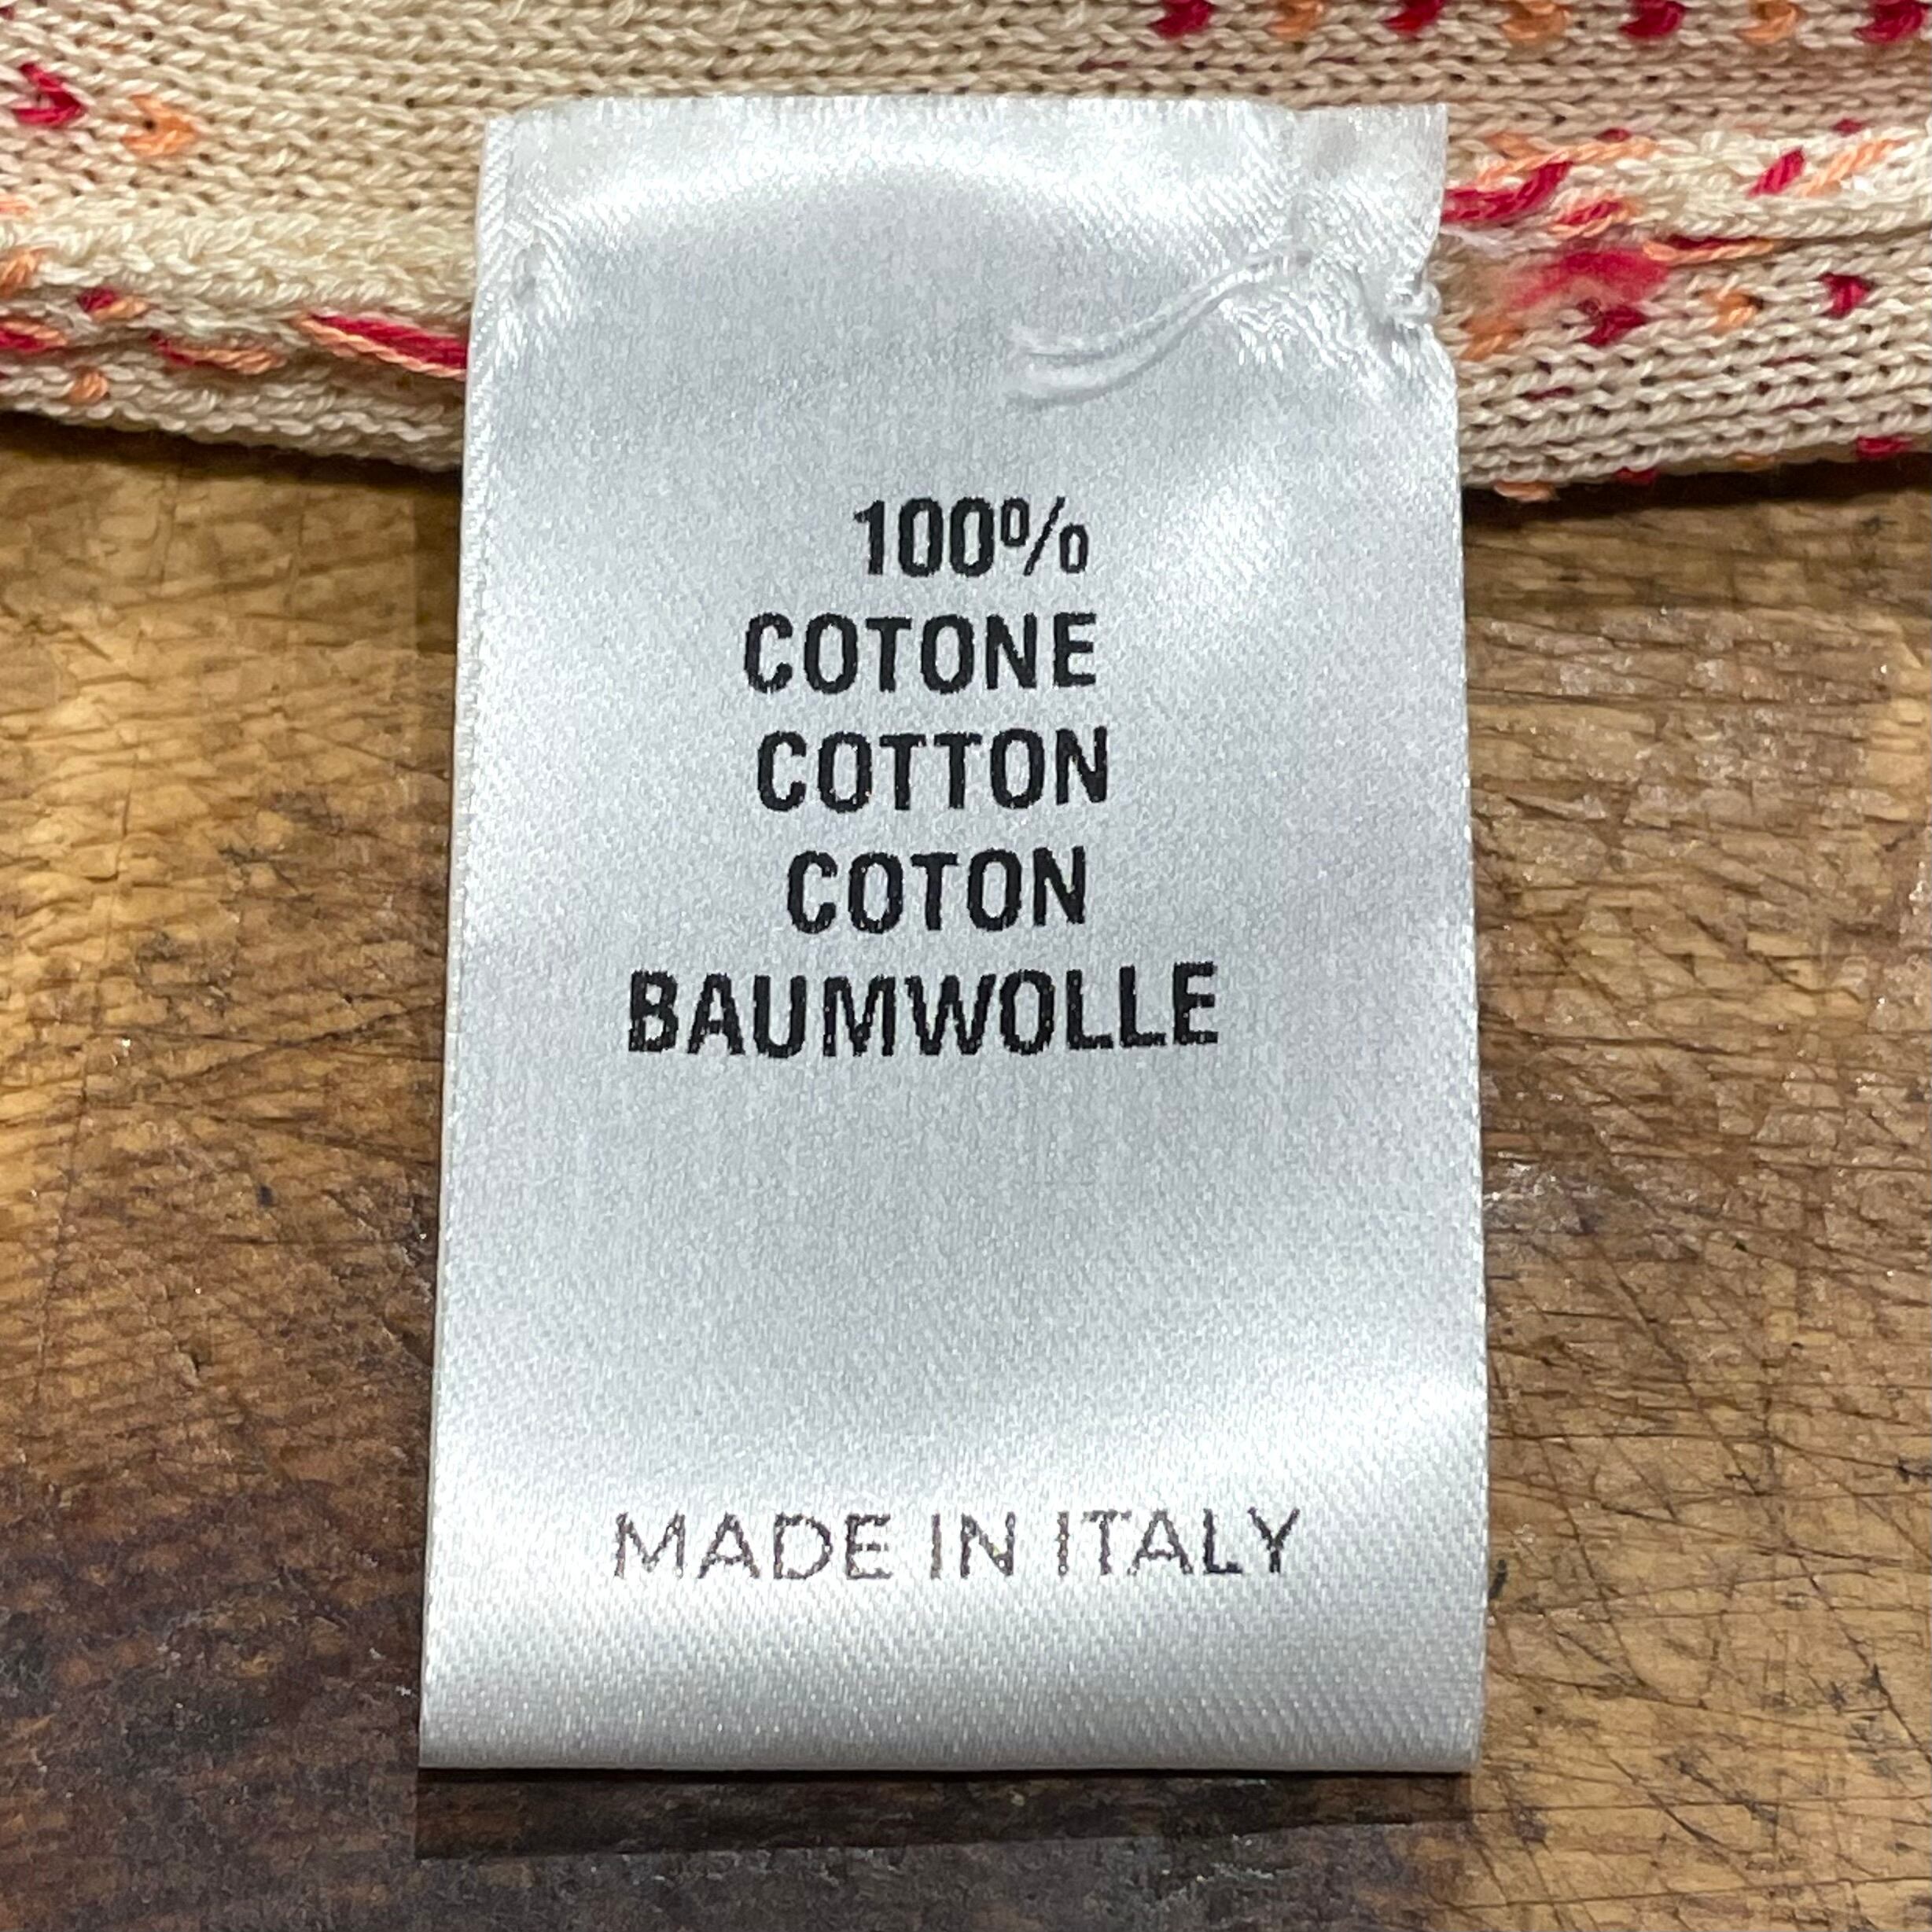 100%
COTONE
COTTON
COTON
BAUMWOLLE
MADE IN ITALY